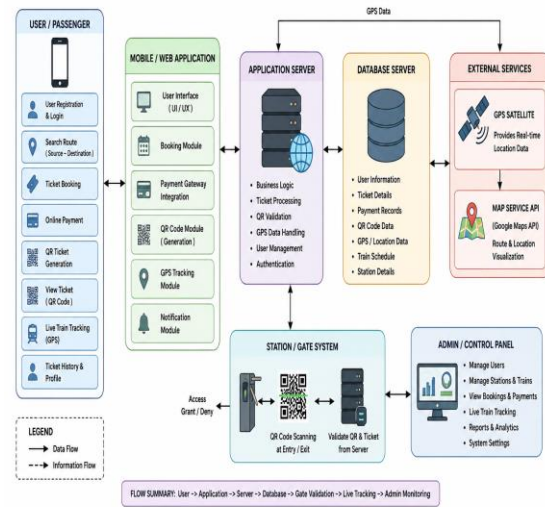 GPS Data
USER / PASSENGER
User Registration
& Login
Search Route
(Source – Destination)
Ticket Booking
Online Payment
QR Ticket
Generation
View Ticket
(QR Code)
Live Train Tracking
(GPS)
Ticket History &
Profile
MOBILE / WEB APPLICATION
User Interface
(UI / UX)
Booking Module
Payment Gateway
Integration
QR Code Module
(Generation)
GPS Tracking
Module
Notification
Module
APPLICATION SERVER
• Business Logic
• Ticket Processing
• QR Validation
• GPS Data Handling
• User Management
• Authentication
DATABASE SERVER
• User Information
• Ticket Details
• Payment Records
• QR Code Data
• GPS / Location Data
• Train Schedule
• Station Details
EXTERNAL SERVICES
GPS SATELLITE
Provides Real-time
Location Data
MAP SERVICE API
(Google Maps API)
Route & Location
Visualization
STATION / GATE SYSTEM
Access
Grant / Deny
QR Code Scanning
at Entry / Exit
Validate QR & Ticket
from Server
ADMIN / CONTROL PANEL
• Manage Users
• Manage Stations & Trains
• View Bookings & Payments
• Live Train Tracking
• Reports & Analytics
• System Settings
LEGEND
Data Flow
Information Flow
FLOW SUMMARY: User -> Application -> Server -> Database -> Gate Validation -> Live Tracking -> Admin Monitoring